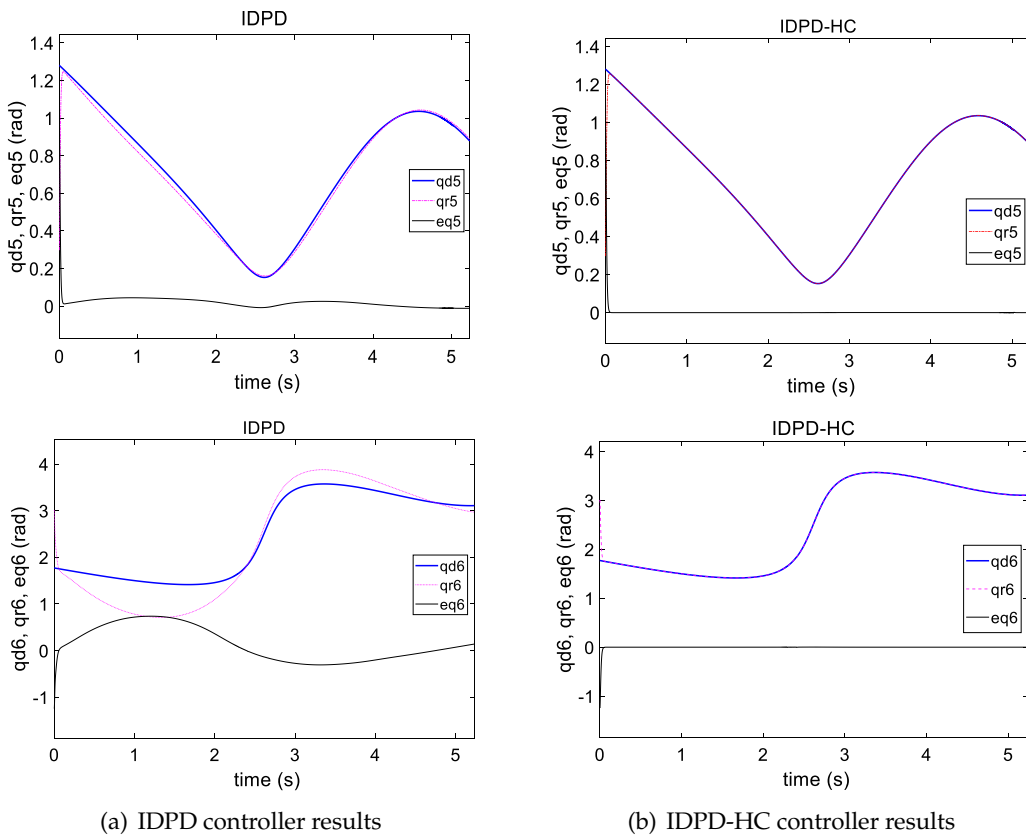 IDPD
qd5, qr5, eq5 (rad)
1.4
1.2
1
0.8
0.6
0.4
0.2
0
qd5
qr5
eq5
0 1 2 3 4 5
time (s)
IDPD-HC
qd5, qr5, eq5 (rad)
1.4
1.2
1
0.8
0.6
0.4
0.2
0
qd5
qr5
eq5
0 1 2 3 4 5
time (s)
IDPD
qd6, qr6, eq6 (rad)
4
3
2
1
0
-1
qd6
qr6
eq6
0 1 2 3 4 5
time (s)
IDPD-HC
qd6, qr6, eq6 (rad)
4
3
2
1
0
-1
qd6
qr6
eq6
0 1 2 3 4 5
time (s)
(a) IDPD controller results
(b) IDPD-HC controller results